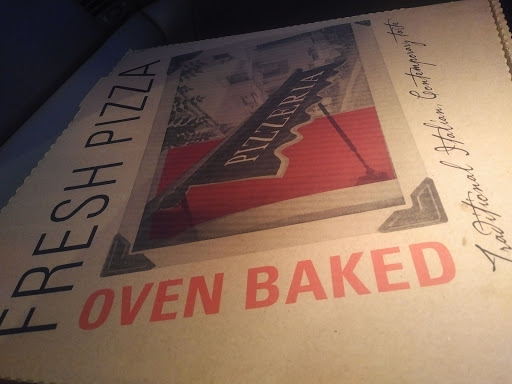 FRESH PIZZA
PIZZERIA
OVEN BAKED
Traditional Italian, Contemporary taste